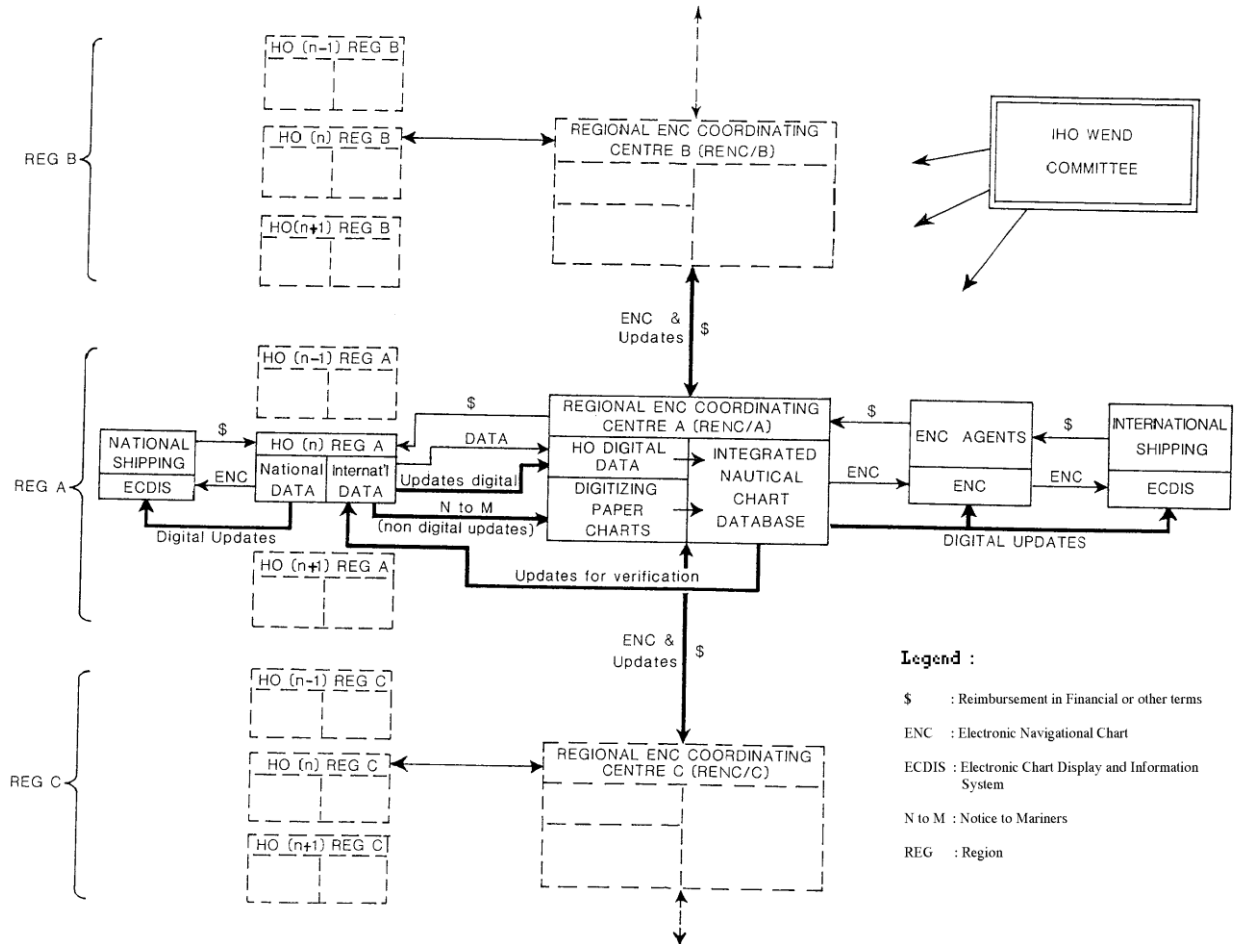 HO (n-1) REG B
REG B
HO (n) REG B
HO(n+1) REG B
REGIONAL ENC COORDINATING
CENTRE B (RENC/B)
IHO WEND
COMMITTEE
ENC &
Updates
$
REG A
HO (n-1) REG A
NATIONAL
SHIPPING
ECDIS
$
ENC
Digital Updates
HO (n) REG A
National
DATA
Internat'l
DATA
HO (n+1) REG A
$
DATA
Updates digital
N to M
(non digital updates)
Updates for verification
REGIONAL ENC COORDINATING
CENTRE A (RENC/A)
HO DIGITAL
DATA
DIGITIZING
PAPER
CHARTS
INTEGRATED
NAUTICAL
CHART
DATABASE
$
ENC
ENC AGENTS
ENC
$
ENC
INTERNATIONAL
SHIPPING
ECDIS
DIGITAL UPDATES
ENC &
Updates
$
REG C
HO (n-1) REG C
HO (n) REG C
HO (n+1) REG C
REGIONAL ENC COORDINATING
CENTRE C (RENC/C)
Legend :
$ : Reimbursement in Financial or other terms
ENC : Electronic Navigational Chart
ECDIS : Electronic Chart Display and Information
System
N to M : Notice to Mariners
REG : Region